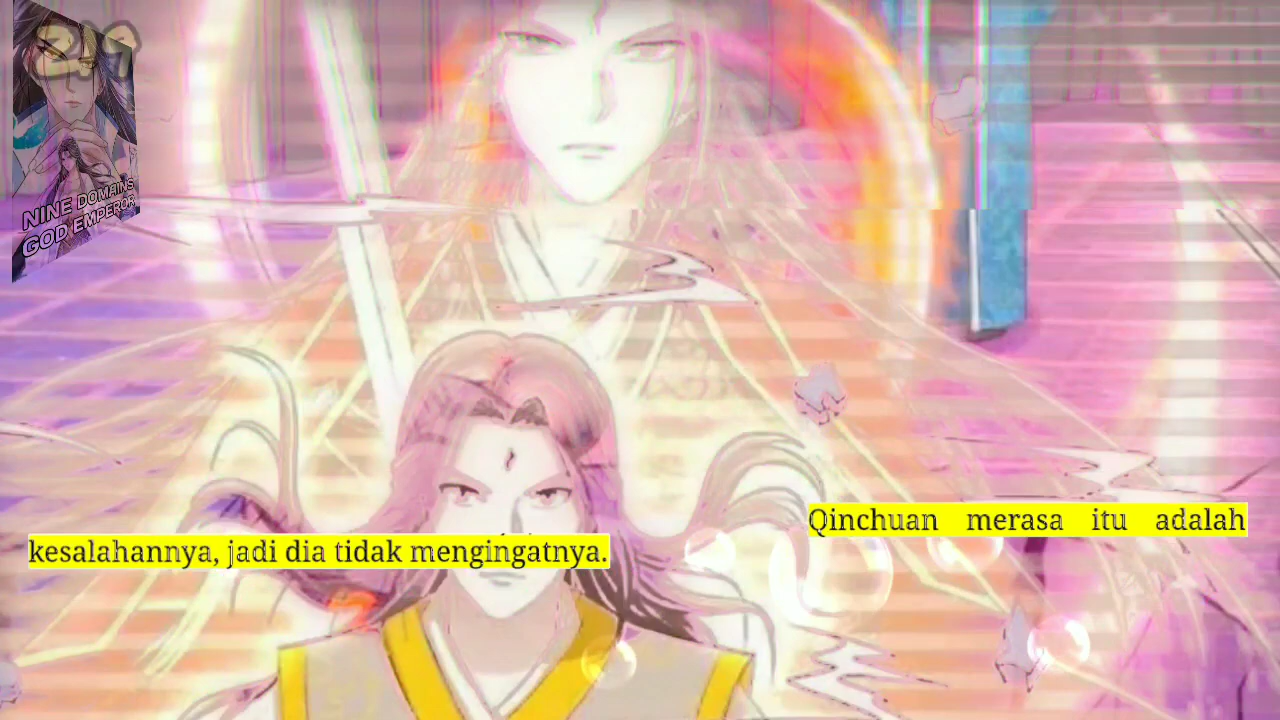 NINE DOMAINS
GOD EMPEROR
Qinchuan merasa itu adalah
kesalahannya, jadi dia tidak mengingatnya.